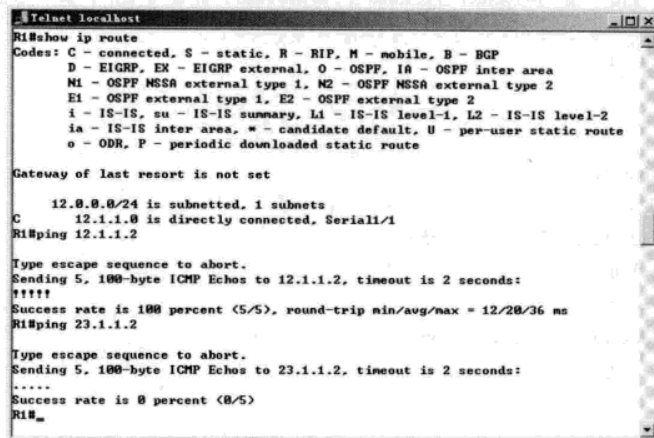 Telnet localhost
R1#show ip route
Codes: C - connected, S - static, R - RIP, M - mobile, B - BGP
D - EIGRP, EX - EIGRP external, O - OSPF, IA - OSPF inter area
N1 - OSPF NSSA external type 1, N2 - OSPF NSSA external type 2
E1 - OSPF external type 1, E2 - OSPF external type 2
i - IS-IS, su - IS-IS summary, L1 - IS-IS level-1, L2 - IS-IS level-2
ia - IS-IS inter area, * - candidate default, U - per-user static route
o - ODR, P - periodic downloaded static route
Gateway of last resort is not set
12.0.0.0/24 is subnetted, 1 subnets
C 12.1.1.0 is directly connected, Serial1/1
R1#ping 12.1.1.2
Type escape sequence to abort.
Sending 5, 100-byte ICMP Echos to 12.1.1.2, timeout is 2 seconds:
!!!!!
Success rate is 100 percent (5/5), round-trip min/avg/max = 12/20/36 ms
R1#ping 23.1.1.2
Type escape sequence to abort.
Sending 5, 100-byte ICMP Echos to 23.1.1.2, timeout is 2 seconds:
.....
Success rate is 0 percent (0/5)
R1#_